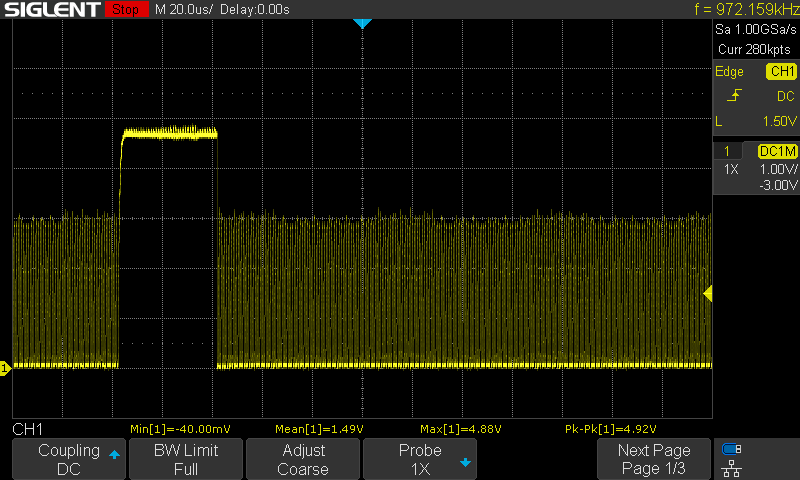 SIGLENT Stop M 20.0us/ Delay:0.00s f = 972.159kHz
Sa 1.00GSa/s
Curr 280kpts
Edge CH1
DC
L 1.50V
1 DC1M
1X 1.00V/
-3.00V
1
CH1 Min[1]=-40.00mV Mean[1]=1.49V Max[1]=4.88V Pk-Pk[1]=4.92V
Coupling BW Limit Adjust Probe Next Page
DC Full Coarse 1X Page 1/3